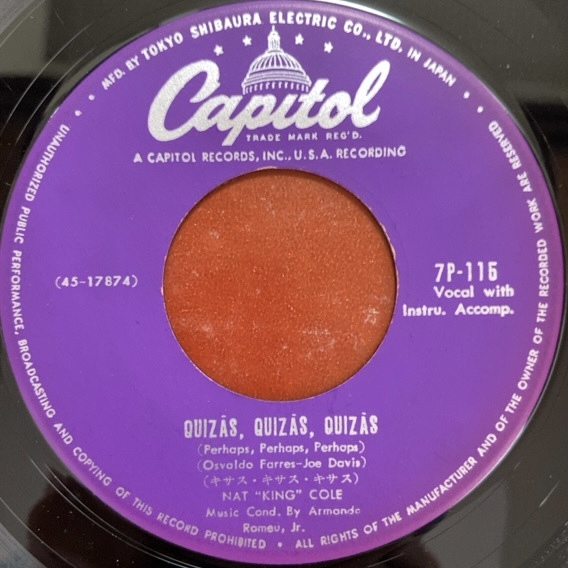 MFD. BY TOKYO SHIBAURA ELECTRIC CO., LTD. IN JAPAN
Capitol
TRADE MARK REG'D.
A CAPITOL RECORDS, INC., U.S.A. RECORDING
(45-17874)
7P-115
Vocal with
Instru. Accomp.
QUIZÀS, QUIZÀS, QUIZÀS
(Perhaps, Perhaps, Perhaps)
(Osvaldo Farres-Joe Davis)
(キサス・キサス・キサス)
NAT "KING" COLE
Music Cond. By Armando
Romeu, Jr.
UNAUTHORIZED PUBLIC PERFORMANCE, BROADCASTING AND COPYING OF THIS RECORD PROHIBITED • ALL RIGHTS OF THE MANUFACTURER AND OF THE OWNER OF THE RECORDED WORK ARE RESERVED